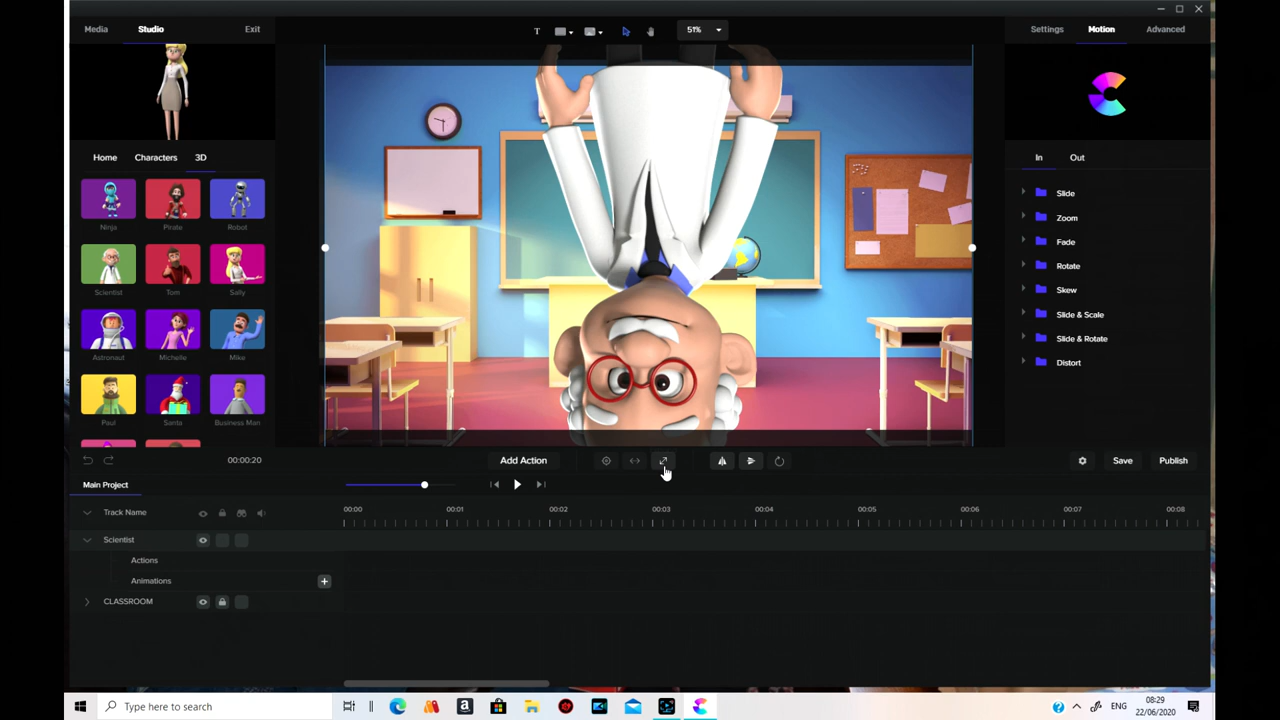 Media Studio Exit
T 51%
Settings Motion Advanced
Home Characters 3D
In Out
Ninja Pirate Robot
Scientist Tom Sally
Astronaut Michelle Mike
Paul Santa Business Man
Slide
Zoom
Fade
Rotate
Skew
Slide & Scale
Slide & Rotate
Distort
00:00:20 Add Action Save Publish
Main Project
Track Name 00:00 00:01 00:02 00:03 00:04 00:05 00:06 00:07 00:08
Scientist
Actions
Animations +
CLASSROOM
Type here to search
ENG 08:29
22/06/2020